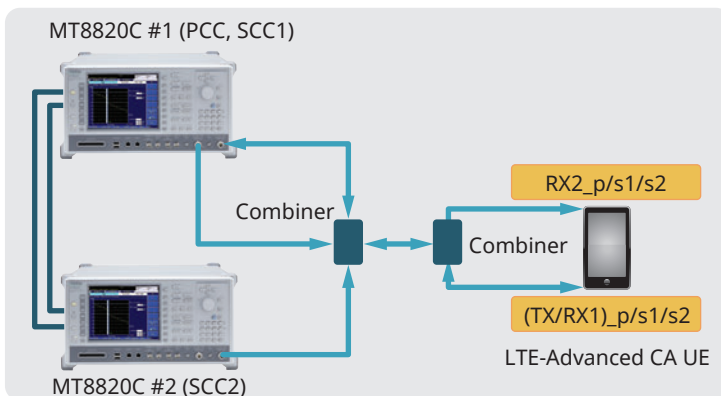 MT8820C #1 (PCC, SCC1)
Combiner
RX2_p/s1/s2
Combiner
(TX/RX1)_p/s1/s2
LTE-Advanced CA UE
MT8820C #2 (SCC2)